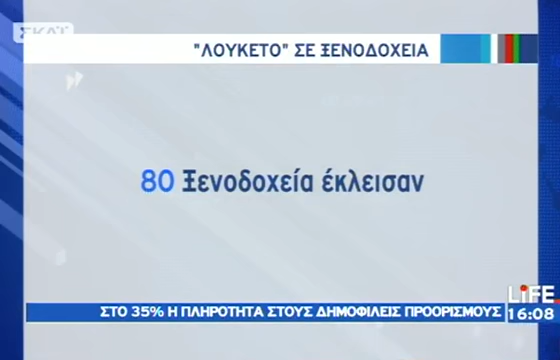 ΣΚΑΪ
"ΛΟΥΚΕΤΟ" ΣΕ ΞΕΝΟΔΟΧΕΙΑ
80 Ξενοδοχεία έκλεισαν
LiFE
ΣΤΟ 35% Η ΠΛΗΡΟΤΗΤΑ ΣΤΟΥΣ ΔΗΜΟΦΙΛΕΙΣ ΠΡΟΟΡΙΣΜΟΥΣ
16:08